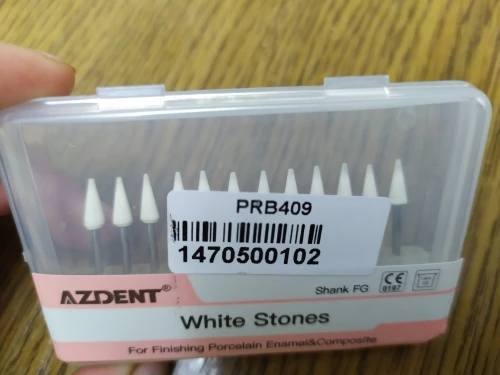 PRB409
1470500102
AZDENT®
Shank FG
CE
0197
White Stones
For Finishing Porcelain Enamel&Composite